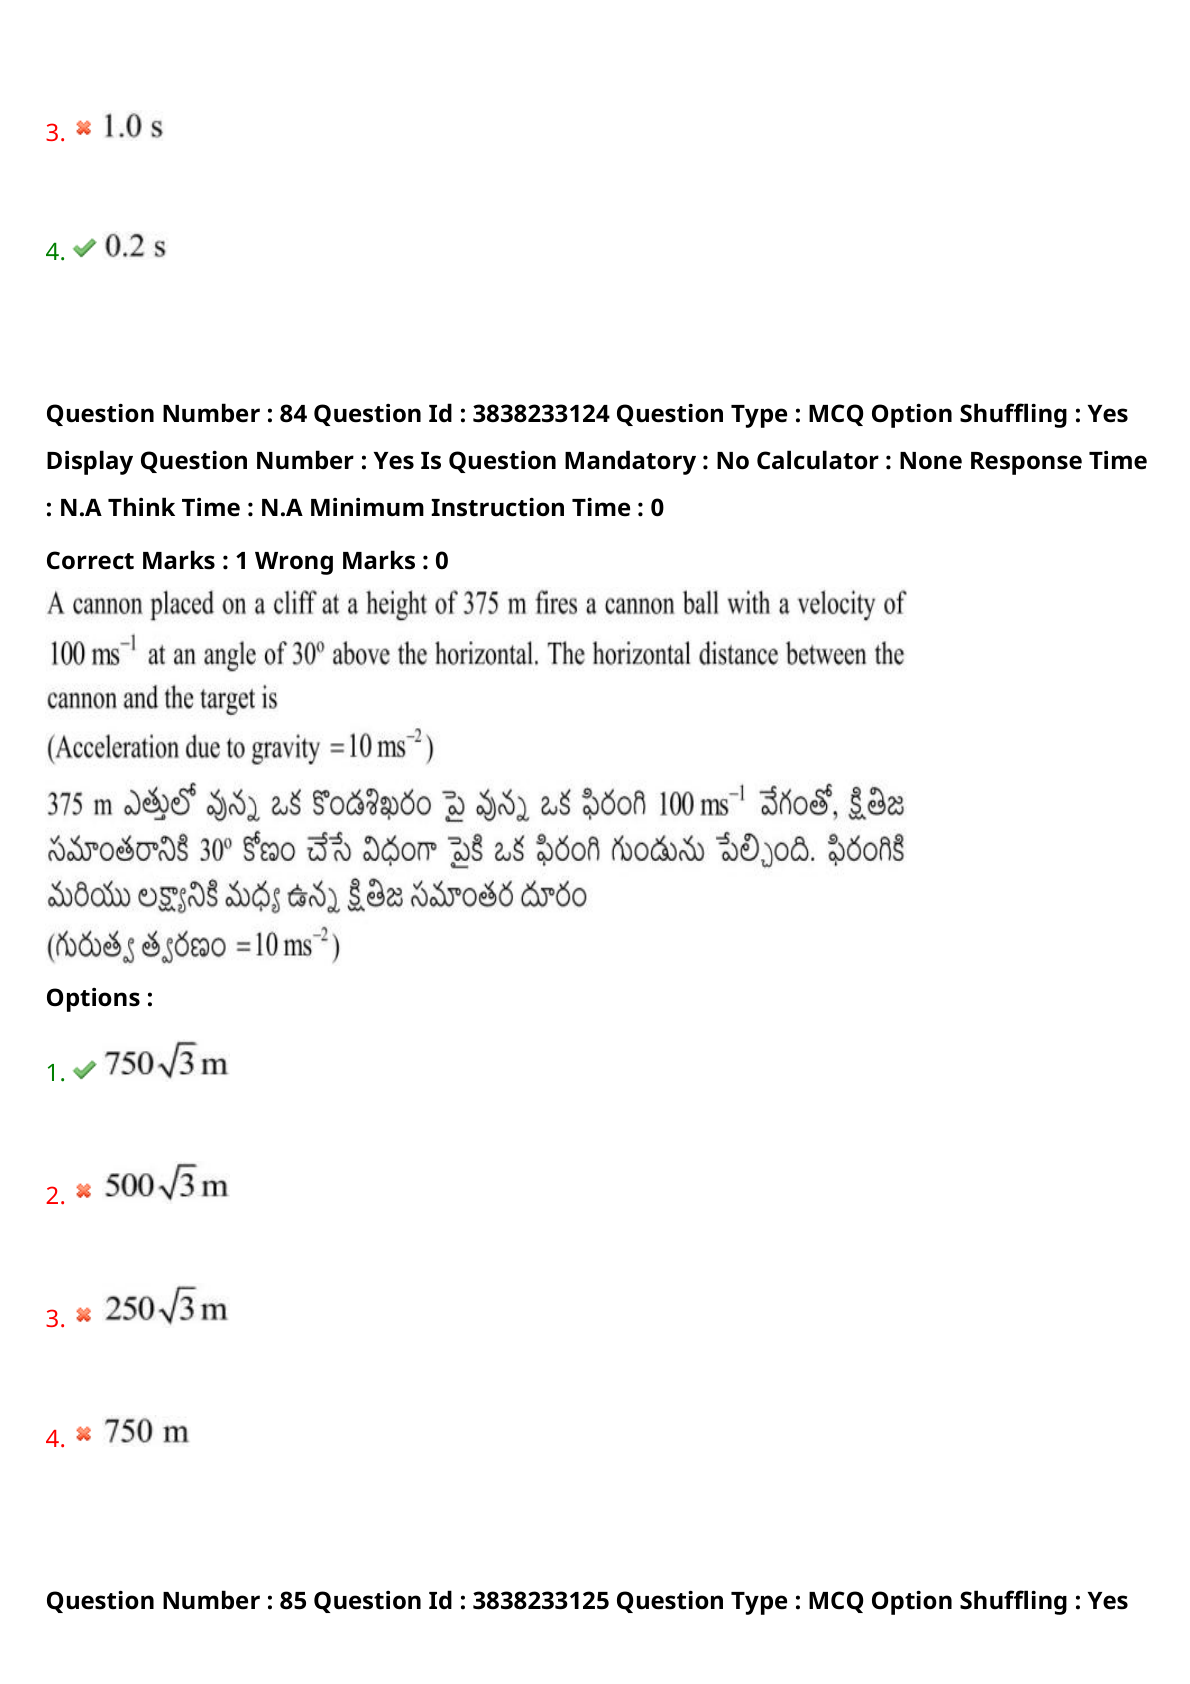 3. 1.0 s
4. 0.2 s
Question Number : 84 Question Id : 3838233124 Question Type : MCQ Option Shuffling : Yes
Display Question Number : Yes Is Question Mandatory : No Calculator : None Response Time
: N.A Think Time : N.A Minimum Instruction Time : 0
Correct Marks : 1 Wrong Marks : 0
A cannon placed on a cliff at a height of 375 m fires a cannon ball with a velocity of
100 ms⁻¹ at an angle of 30º above the horizontal. The horizontal distance between the
cannon and the target is
(Acceleration due to gravity = 10 ms⁻²)
375 m ఎత్తులో వున్న ఒక కొండశిఖరం పై వున్న ఒక ఫిరంగి 100 ms⁻¹ వేగంతో, క్షితిజ
సమాంతరానికి 30º కోణం చేసే విధంగా పైకి ఒక ఫిరంగి గుండును పేల్చింది. ఫిరంగికి
మరియు లక్ష్యానికి మధ్య ఉన్న క్షితిజ సమాంతర దూరం
(గురుత్వ త్వరణం = 10 ms⁻²)
Options :
1. 750√3 m
2. 500√3 m
3. 250√3 m
4. 750 m
Question Number : 85 Question Id : 3838233125 Question Type : MCQ Option Shuffling : Yes